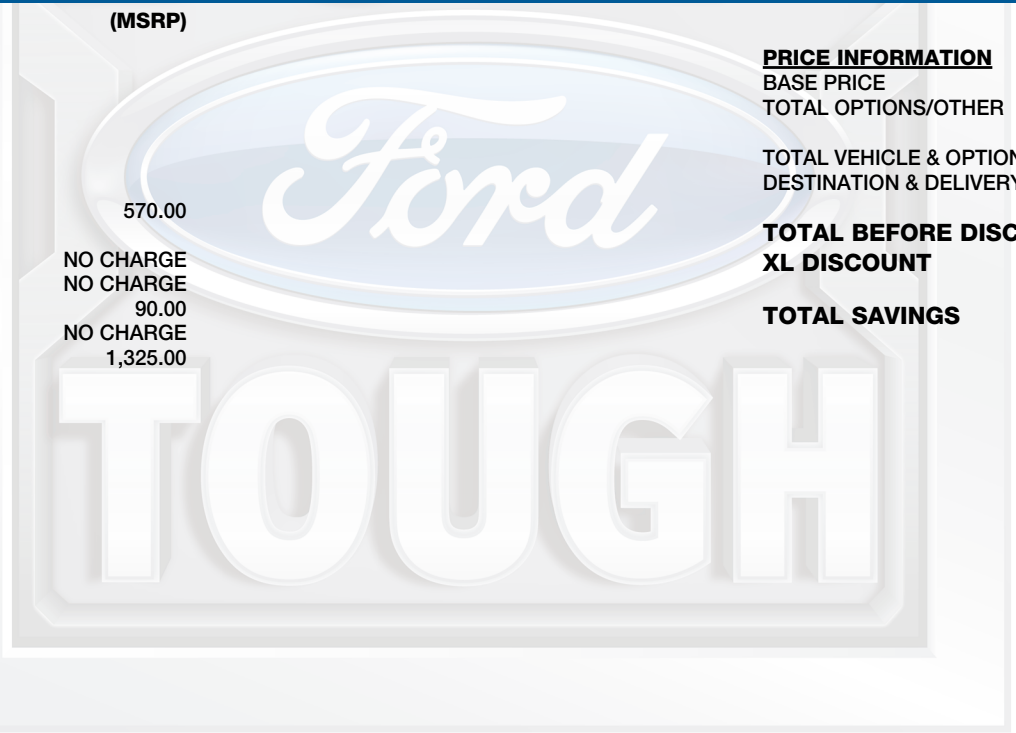 (MSRP)
570.00
NO CHARGE
NO CHARGE
90.00
NO CHARGE
1,325.00
PRICE INFORMATION
BASE PRICE
TOTAL OPTIONS/OTHER
TOTAL VEHICLE & OPTION
DESTINATION & DELIVERY
TOTAL BEFORE DISC
XL DISCOUNT
TOTAL SAVINGS
Ford
TOUGH